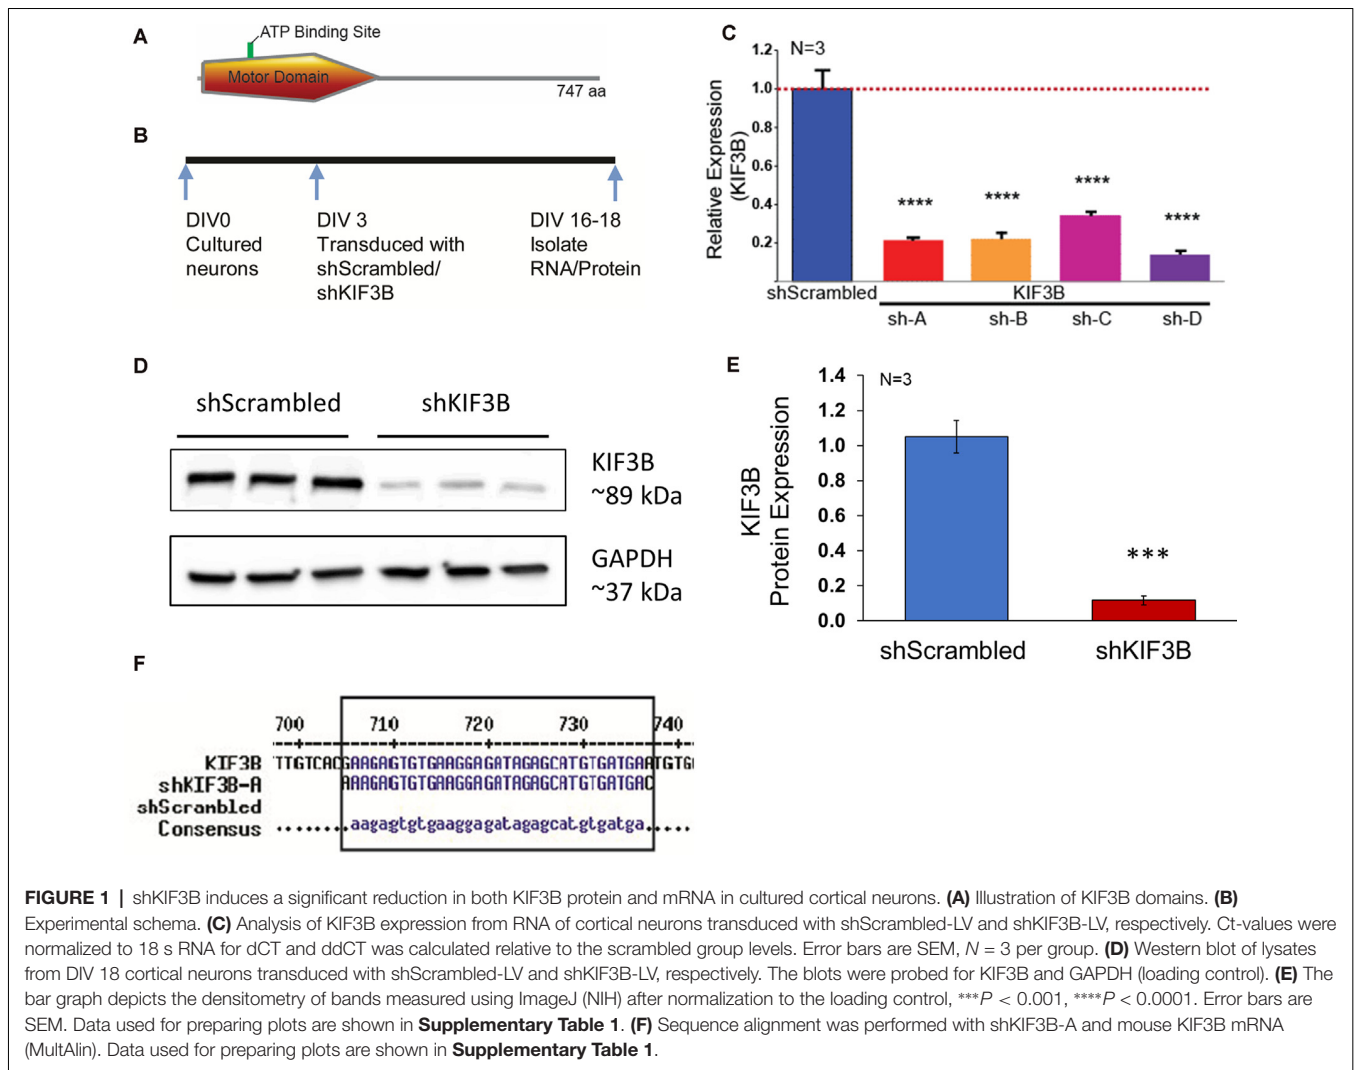 A
ATP Binding Site
Motor Domain
747 aa
B
DIV0
Cultured
neurons
DIV 3
Transduced with
shScrambled/
shKIF3B
DIV 16-18
Isolate
RNA/Protein
C
N=3
Relative Expression
(KIF3B)
1.2
1.0
0.8
0.6
0.4
0.2
****
****
****
****
shScrambled
KIF3B
sh-A
sh-B
sh-C
sh-D
D
shScrambled
shKIF3B
KIF3B
~89 kDa
GAPDH
~37 kDa
E
N=3
KIF3B
Protein Expression
1.4
1.2
1.0
0.8
0.6
0.4
0.2
0.0
***
shScrambled
shKIF3B
F
700 710 720 730 740
KIF3B TTGTCACGAAGAGTGTGAAGGAGATAGAGCATGTGATGAATGTG
shKIF3B-A AAAGAGTGTGAAGGAGATAGAGCATGTGATGAC
shScrambled
Consensus ........aagagtgtgaaggagatagagcatgtgatga.....
FIGURE 1 | shKIF3B induces a significant reduction in both KIF3B protein and mRNA in cultured cortical neurons. (A) Illustration of KIF3B domains. (B)
Experimental schema. (C) Analysis of KIF3B expression from RNA of cortical neurons transduced with shScrambled-LV and shKIF3B-LV, respectively. Ct-values were
normalized to 18 s RNA for dCT and ddCT was calculated relative to the scrambled group levels. Error bars are SEM, N = 3 per group. (D) Western blot of lysates
from DIV 18 cortical neurons transduced with shScrambled-LV and shKIF3B-LV, respectively. The blots were probed for KIF3B and GAPDH (loading control). (E) The
bar graph depicts the densitometry of bands measured using ImageJ (NIH) after normalization to the loading control, ***P < 0.001, ****P < 0.0001. Error bars are
SEM. Data used for preparing plots are shown in Supplementary Table 1. (F) Sequence alignment was performed with shKIF3B-A and mouse KIF3B mRNA
(MultAlin). Data used for preparing plots are shown in Supplementary Table 1.